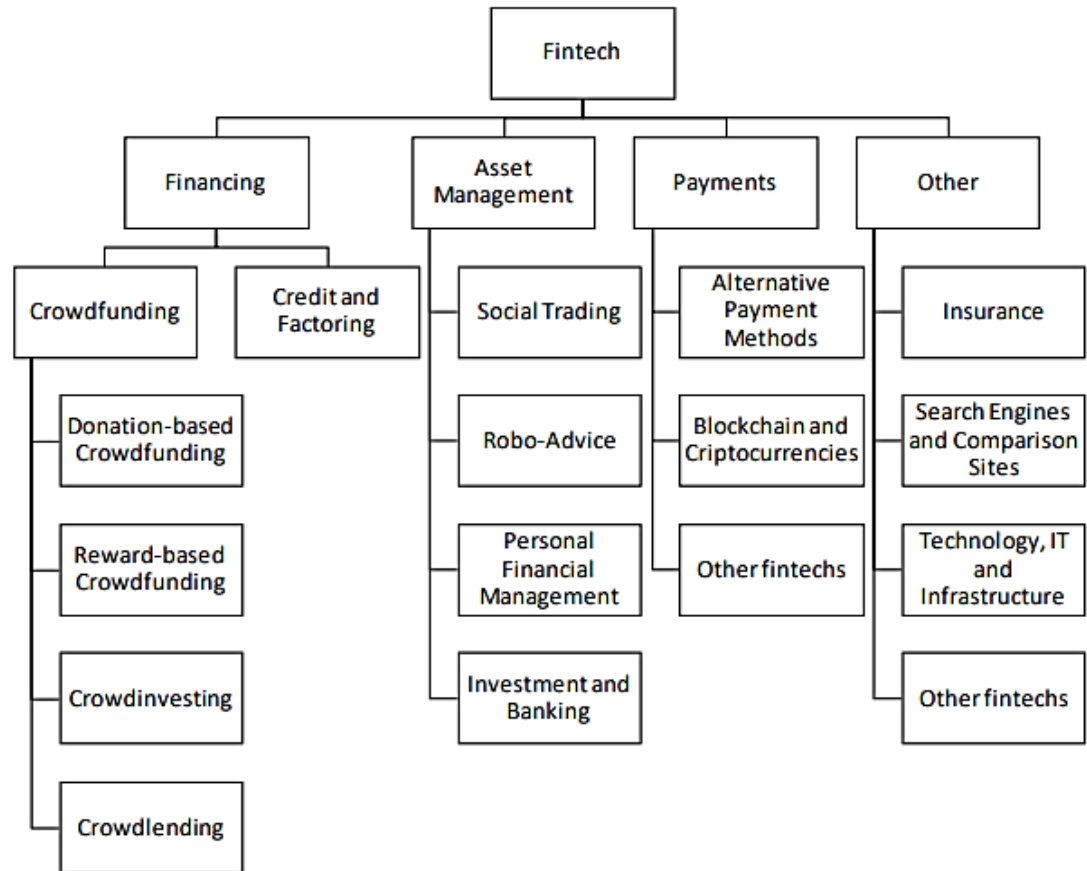 Fintech
Financing
Asset
Management
Payments
Other
Crowdfunding
Credit and
Factoring
Social Trading
Alternative
Payment
Methods
Insurance
Donation-based
Crowdfunding
Robo-Advice
Blockchain and
Criptocurrencies
Search Engines
and Comparison
Sites
Reward-based
Crowdfunding
Personal
Financial
Management
Other fintechs
Technology, IT
and
Infrastructure
Crowdinvesting
Investment and
Banking
Other fintechs
Crowdlending